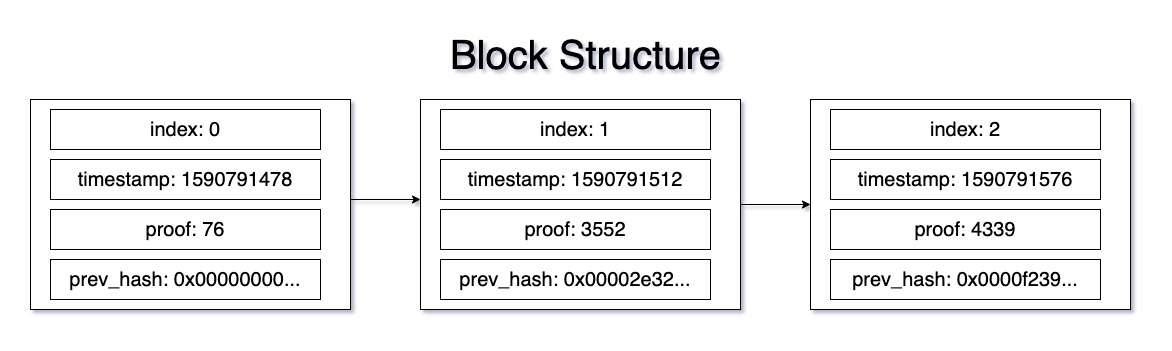 Block Structure
index: 0
timestamp: 1590791478
proof: 76
prev_hash: 0x00000000...
index: 1
timestamp: 1590791512
proof: 3552
prev_hash: 0x00002e32...
index: 2
timestamp: 1590791576
proof: 4339
prev_hash: 0x0000f239...